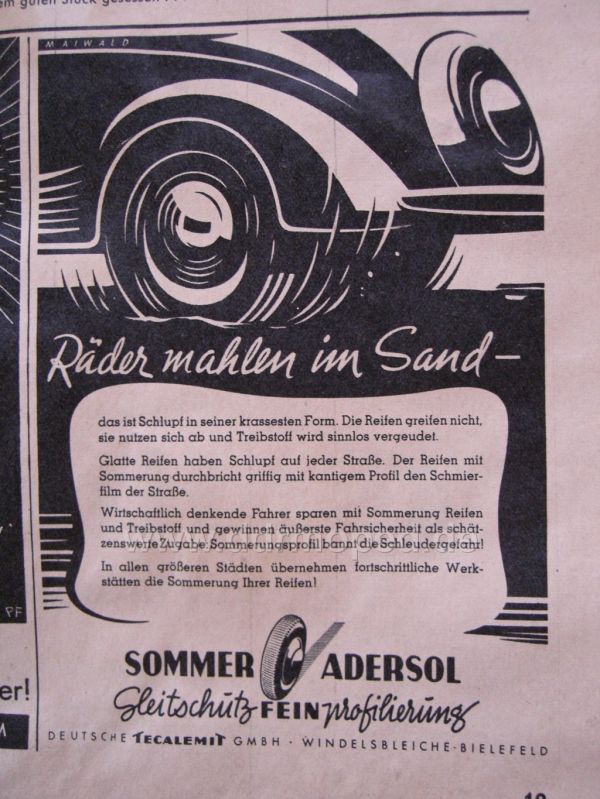 em guten Stück gesessen
MAIWALD
Räder mahlen im Sand –
das ist Schlupf in seiner krassesten Form. Die Reifen greifen nicht,
sie nutzen sich ab und Treibstoff wird sinnlos vergeudet.
Glatte Reifen haben Schlupf auf jeder Straße. Der Reifen mit
Sommerung durchbricht griffig mit kantigem Profil den Schmier-
film der Straße.
Wirtschaftlich denkende Fahrer sparen mit Sommerung Reifen
und Treibstoff und gewinnen äußerste Fahrsicherheit als schät-
zenswerte Zugabe. Sommerungsprofil bannt die Schleudergefahr!
In allen größeren Städten übernehmen fortschrittliche Werk-
stätten die Sommerung Ihrer Reifen!
PF
SOMMER ADERSOL
er!
Gleitschutz FEINprofilierung
M
DEUTSCHE TECALEMIT GMBH · WINDELSBLEICHE-BIELEFELD